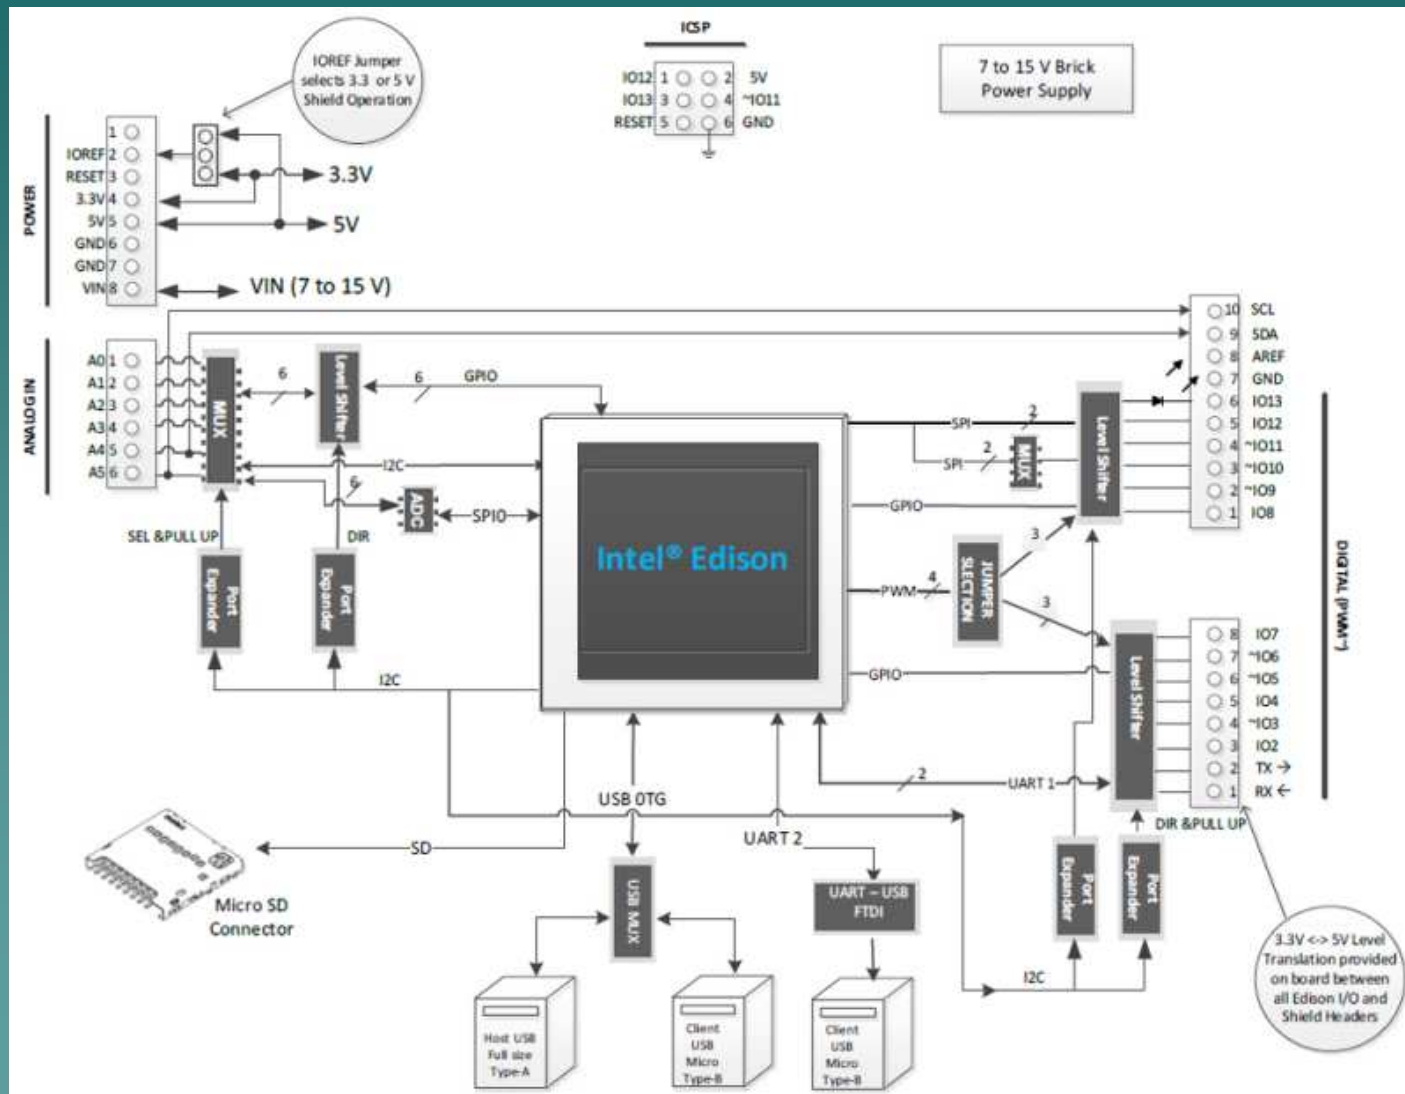 ICSP
IO12 1 2 5V
IO13 3 4 ~IO11
RESET 5 6 GND
7 to 15 V Brick
Power Supply
IOREF Jumper
selects 3.3 or 5 V
Shield Operation
POWER
1
IOREF 2
RESET 3
3.3V 4
5V 5
GND 6
GND 7
VIN 8
3.3V
5V
VIN (7 to 15 V)
ANALOG IN
A0 1
A1 2
A2 3
A3 4
A4 5
A5 6
MUX
6
Level Shifter
6
GPIO
I2C
6
ADC
SPIO
SEL &PULL UP
DIR
Port
Expander
Port
Expander
I2C
Intel® Edison
SPI
2
SPI
2
MUX
Level Shifter
GPIO
PWM
4
JUMPER
SLECTION
3
3
GPIO
Level Shifter
UART 1
2
10 SCL
9 SDA
8 AREF
7 GND
6 IO13
5 IO12
4 ~IO11
3 ~IO10
2 ~IO9
1 IO8
DIGITAL (PWM~)
8 IO7
7 ~IO6
6 ~IO5
5 IO4
4 ~IO3
3 IO2
2 TX →
1 RX ←
DIR &PULL UP
Port
Expander
Port
Expander
I2C
3.3V <-> 5V Level
Translation provided
on board between
all Edison I/O and
Shield Headers
USB OTG
UART 2
SD
Micro SD
Connector
USB MUX
UART – USB
FTDI
Host USB
Full size
Type-A
Client
USB
Micro
Type-B
Client
USB
Micro
Type-B